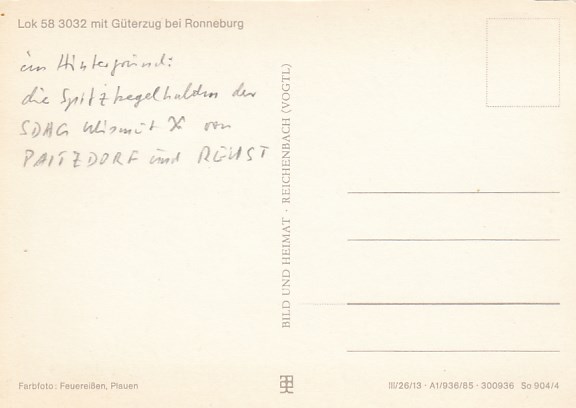 Lok 58 3032 mit Güterzug bei Ronneburg
im Hintergrund:
die Spitzkegelhalden der
SDAG Wismut ⚒ von
PAITZDORF und REUST
BILD UND HEIMAT · REICHENBACH (VOGTL)
Farbfoto: Feuereißen, Plauen
III/26/13 · A1/936/85 · 300936 So 904/4